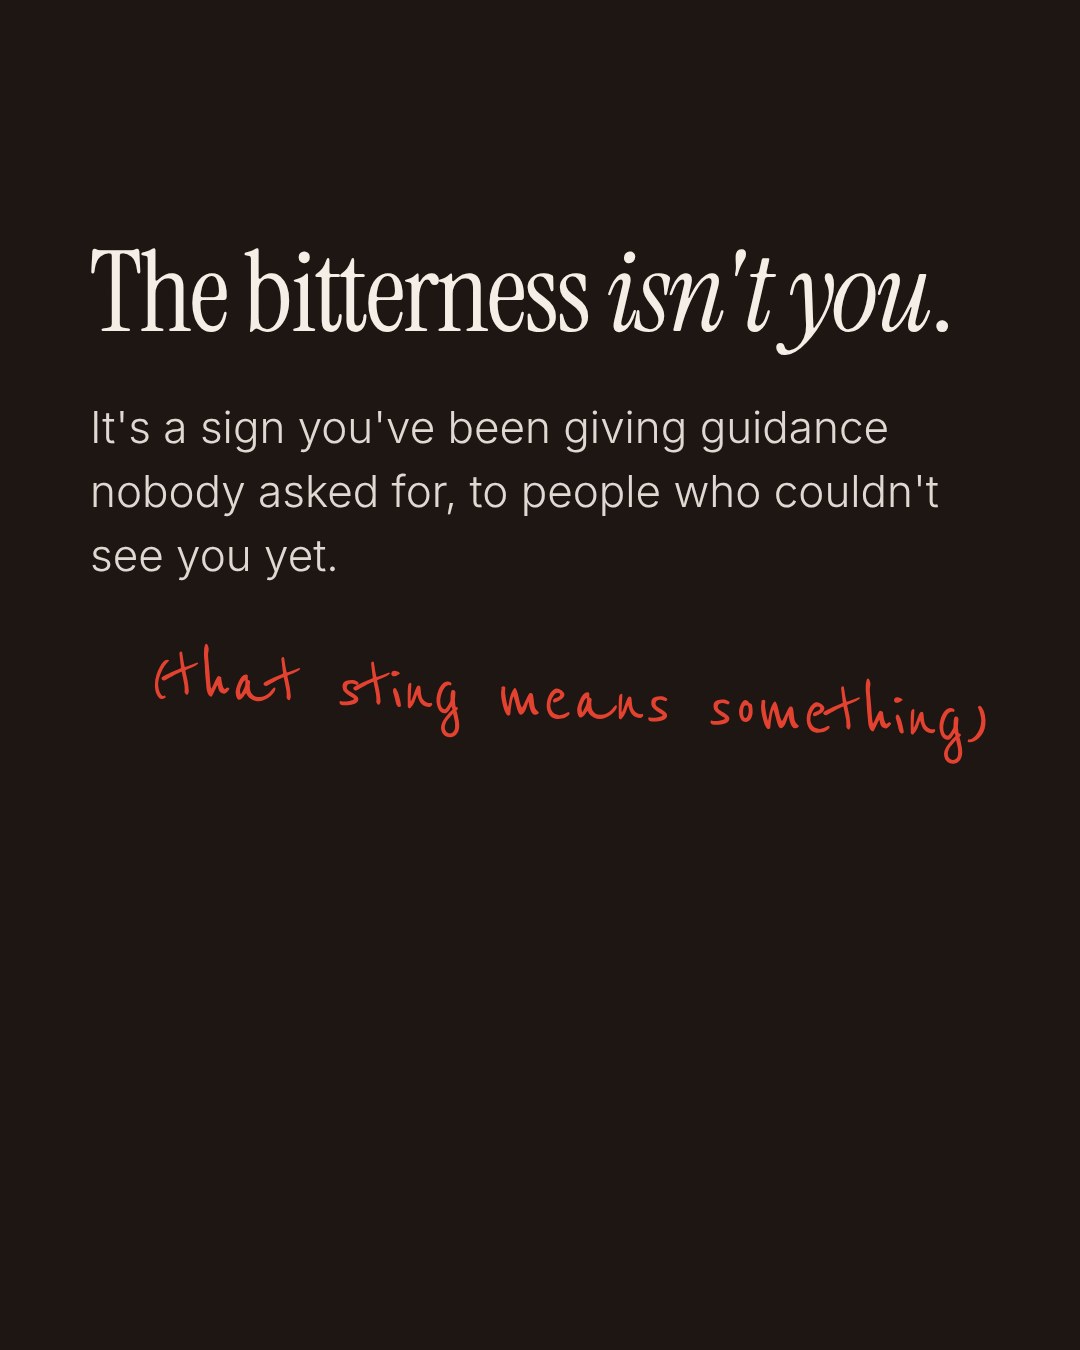 The bitterness isn't you.
It's a sign you've been giving guidance
nobody asked for, to people who couldn't
see you yet.
(that sting means something)